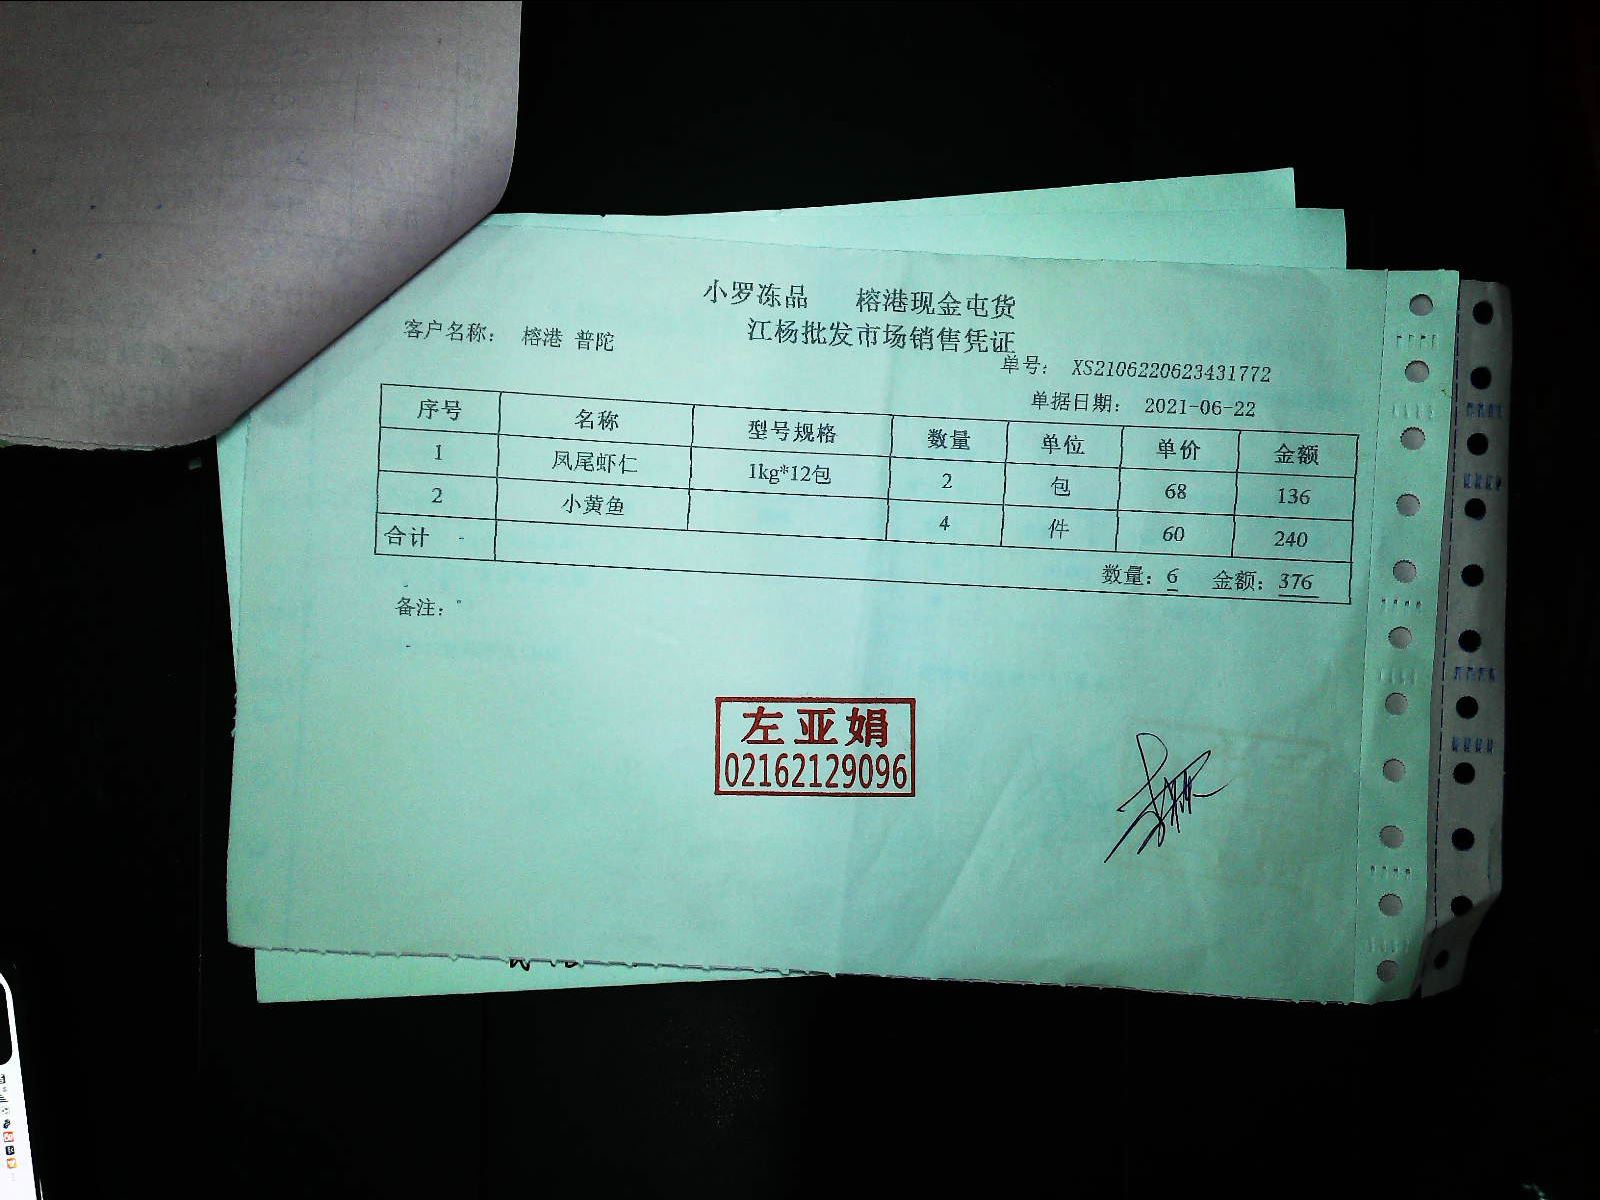 小罗冻品 榕港现金屯货
江杨批发市场销售凭证
客户名称： 榕港 普陀
单号： XS2106220623431772
单据日期： 2021-06-22
序号 名称 型号规格 数量 单位 单价 金额
1 凤尾虾仁 1kg*12包 2 包 68 136
2 小黄鱼 4 件 60 240
合计
数量：6 金额：376
备注：
左亚娟
02162129096